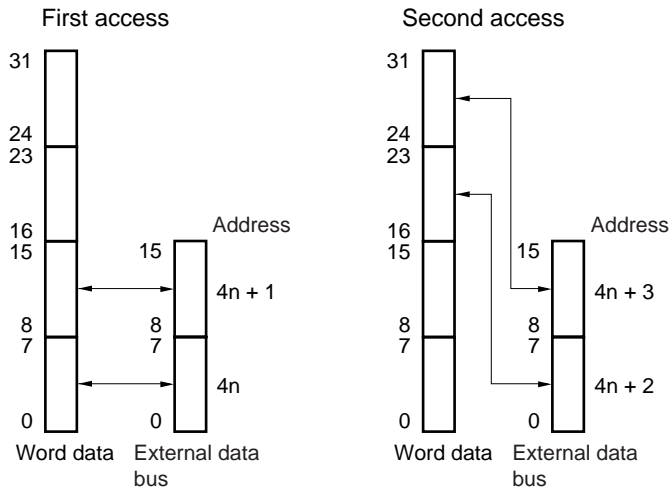 First access
31
24
23
16
15
8
7
0
Word data
Address
15
4n + 1
8
7
4n
0
External data
bus
Second access
31
24
23
16
15
8
7
0
Word data
Address
15
4n + 3
8
7
4n + 2
0
External data
bus